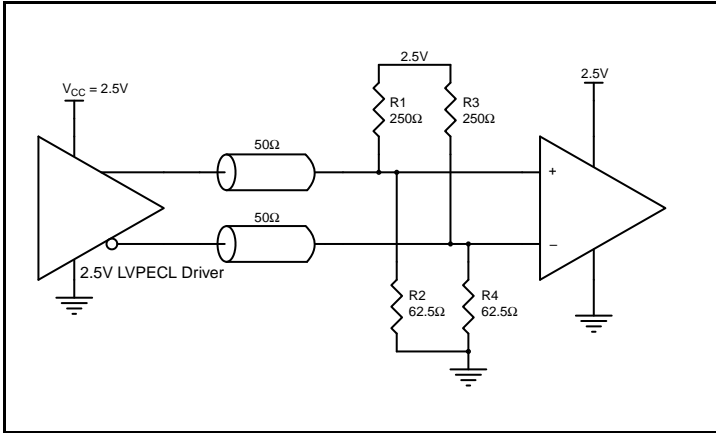 2.5V
2.5V
V_CC = 2.5V
R1
250Ω
R3
250Ω
50Ω
+
50Ω
−
2.5V LVPECL Driver
R2
62.5Ω
R4
62.5Ω